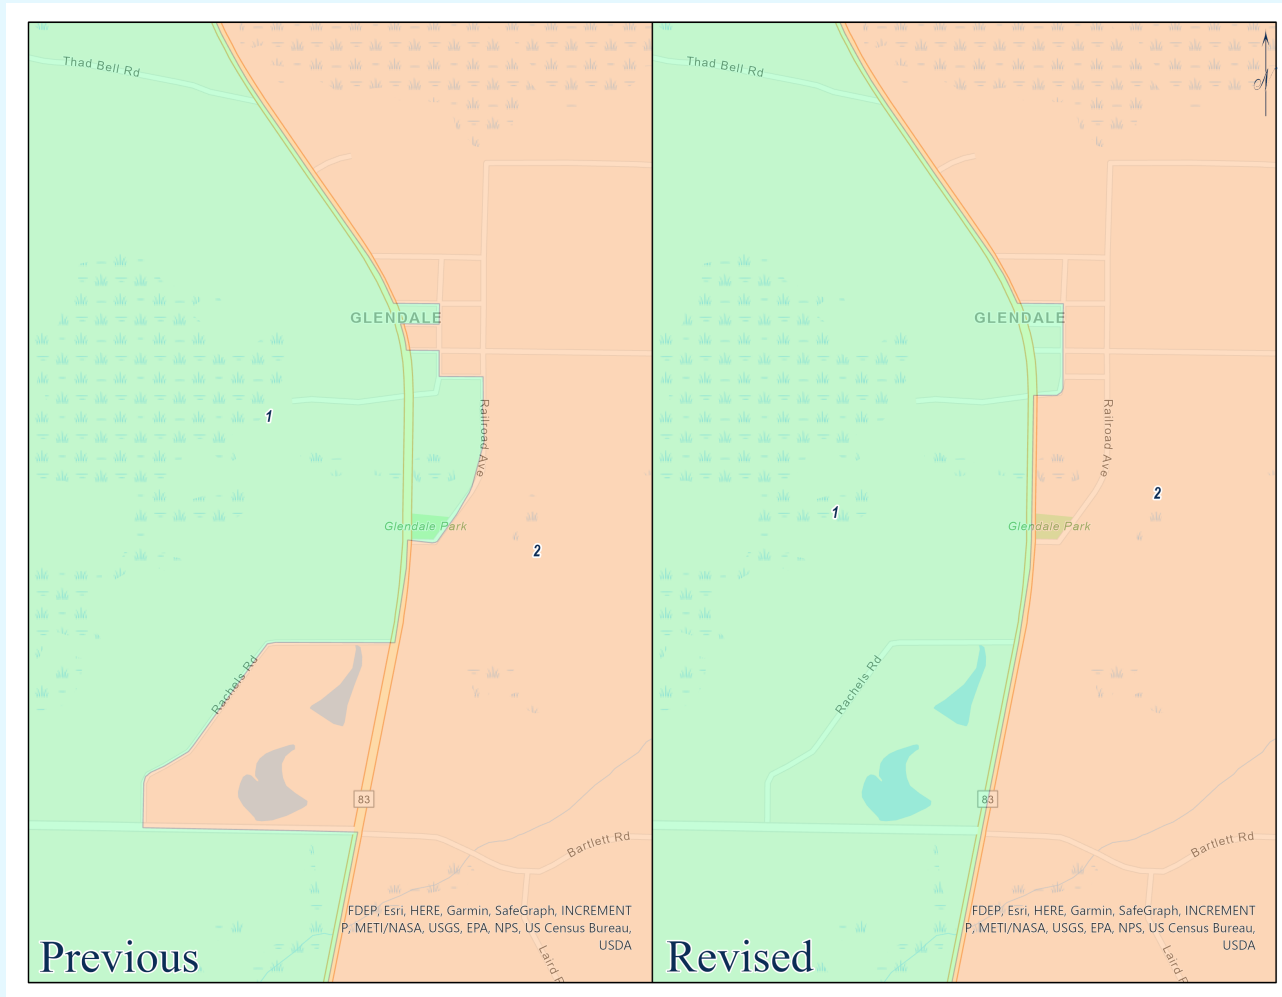 Thad Bell Rd
GLENDALE
1
Railroad Ave
Glendale Park
2
Rachels Rd
83
Bartlett Rd
FDEP, Esri, HERE, Garmin, SafeGraph, INCREMENT
P, METI/NASA, USGS, EPA, NPS, US Census Bureau,
USDA
Laird R
Previous
Thad Bell Rd
N
GLENDALE
Railroad Ave
2
1
Glendale Park
Rachels Rd
83
Bartlett Rd
FDEP, Esri, HERE, Garmin, SafeGraph, INCREMENT
P, METI/NASA, USGS, EPA, NPS, US Census Bureau,
USDA
Laird R
Revised